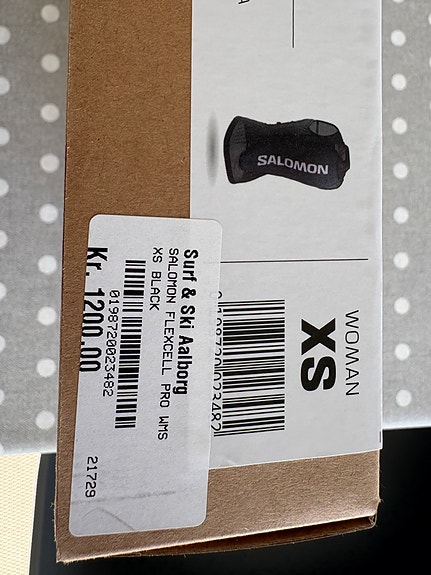 SALOMON
WOMAN
XS
Surf & Ski Aalborg
SALOMON FLEXCELL PRO WMS
XS BLACK
0198720023482
Kr. 1200.00
21729